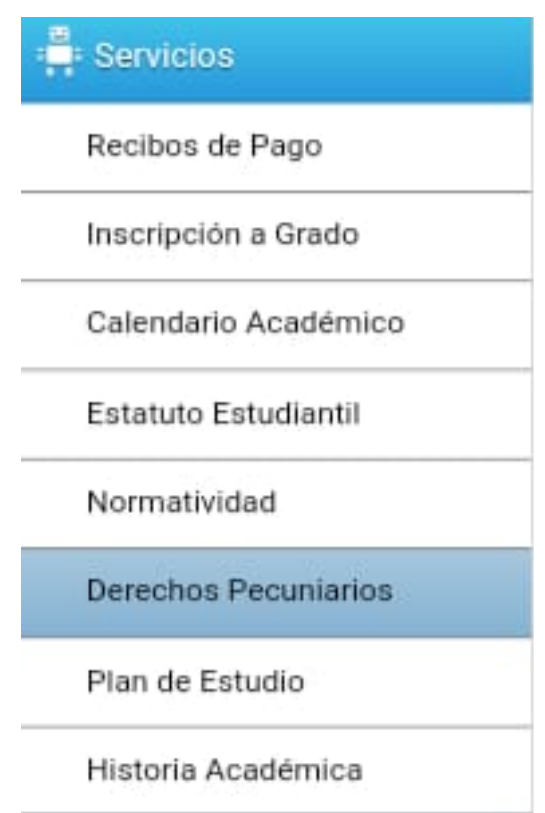 Servicios
Recibos de Pago
Inscripción a Grado
Calendario Académico
Estatuto Estudiantil
Normatividad
Derechos Pecuniarios
Plan de Estudio
Historia Académica